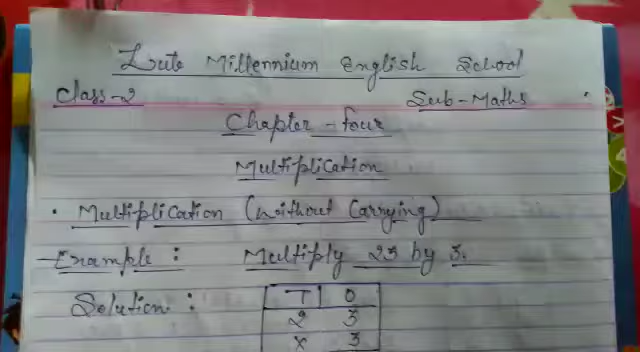 Lute Millennium English School
Class-2 Sub-Maths
Chapter-four
Multiplication
• Multiplication (without Carrying)
Example: Multiply 23 by 3.
Solution: T O
2 3
x 3